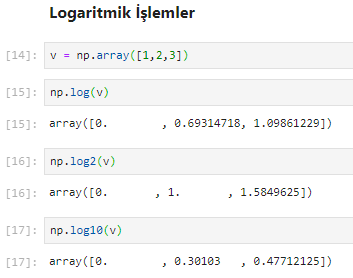 Logaritmik İşlemler
[14]: v = np.array([1,2,3])
[15]: np.log(v)
[15]: array([0.        , 0.69314718, 1.09861229])
[16]: np.log2(v)
[16]: array([0.       , 1.       , 1.5849625])
[17]: np.log10(v)
[17]: array([0.        , 0.30103   , 0.47712125])